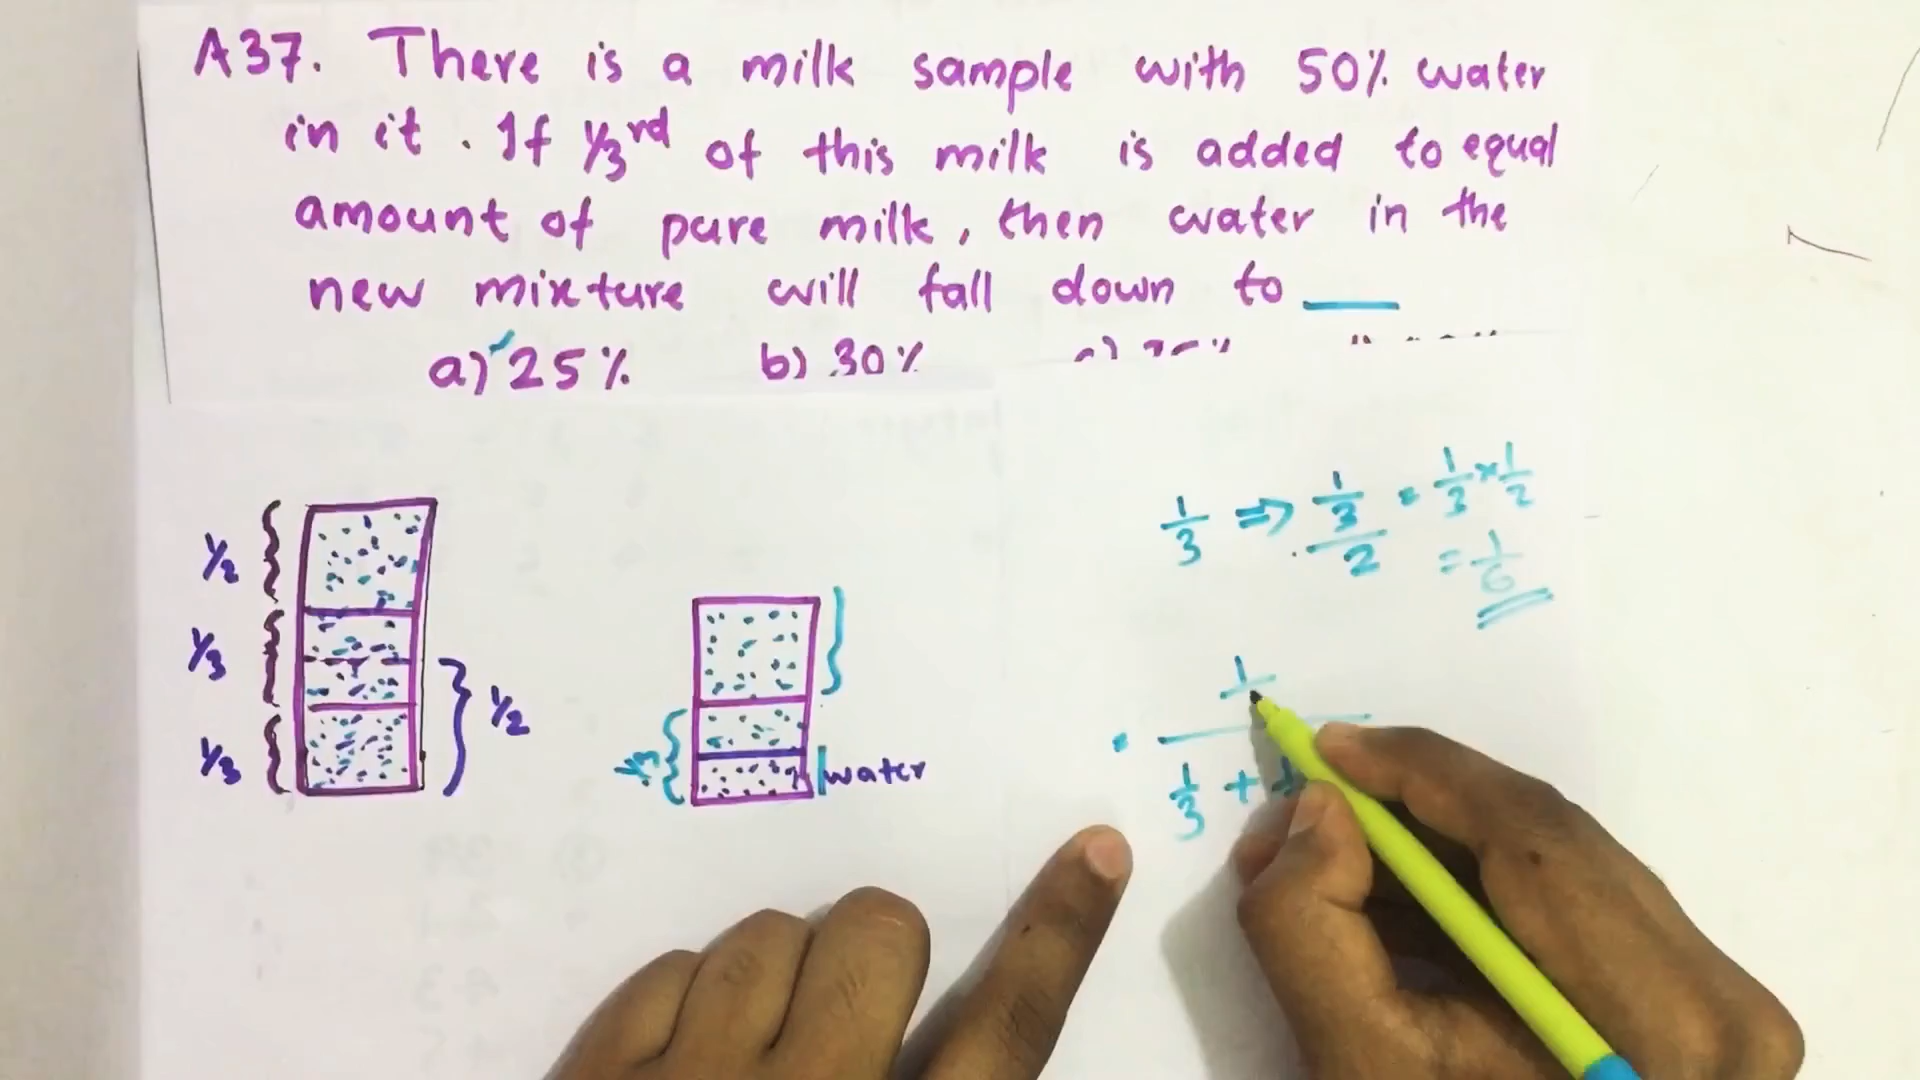 A37. There is a milk sample with 50% water
in it. If 1/3rd of this milk is added to equal
amount of pure milk, then water in the
new mixture will fall down to ____
a) 25% b) 30%
1/3 => 1/3 / 2 = 1/3 × 1/2
= 1/6
1/2
1/3
1/3
1/2
water
= 1 / 1/3 +